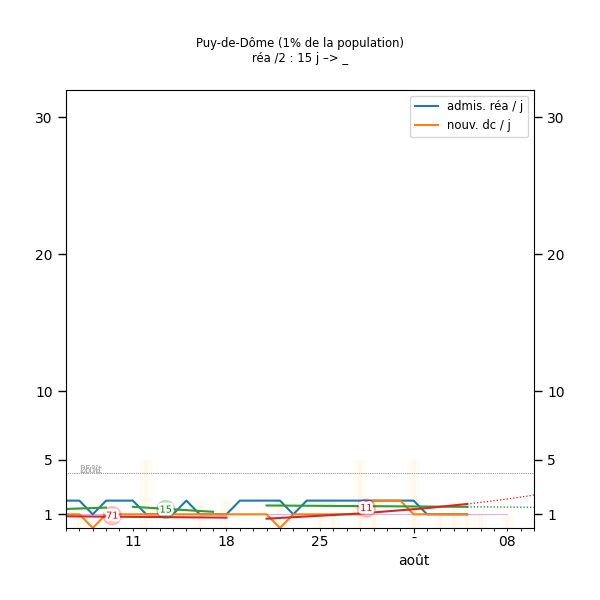 Puy-de-Dôme (1% de la population)
réa /2 : 15 j –> _
admis. réa / j
nouv. dc / j
30 30
20 20
10 10
5 5
1 1
71 15 11
11 18 25 - 08
août